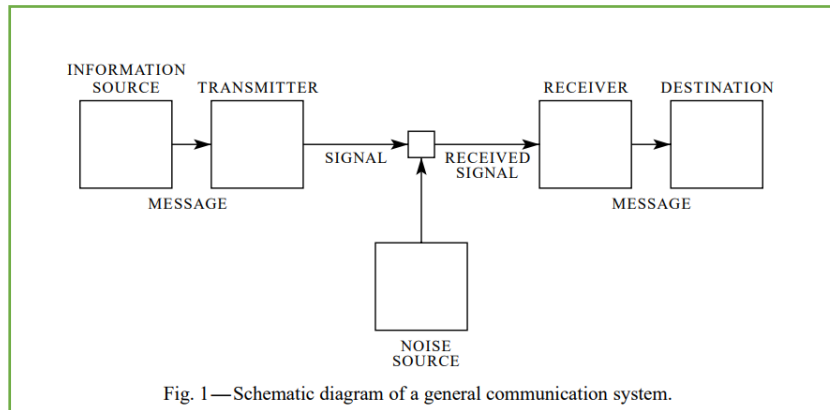 INFORMATION
SOURCE
TRANSMITTER
RECEIVER
DESTINATION
SIGNAL
RECEIVED
SIGNAL
MESSAGE
MESSAGE
NOISE
SOURCE
Fig. 1—Schematic diagram of a general communication system.